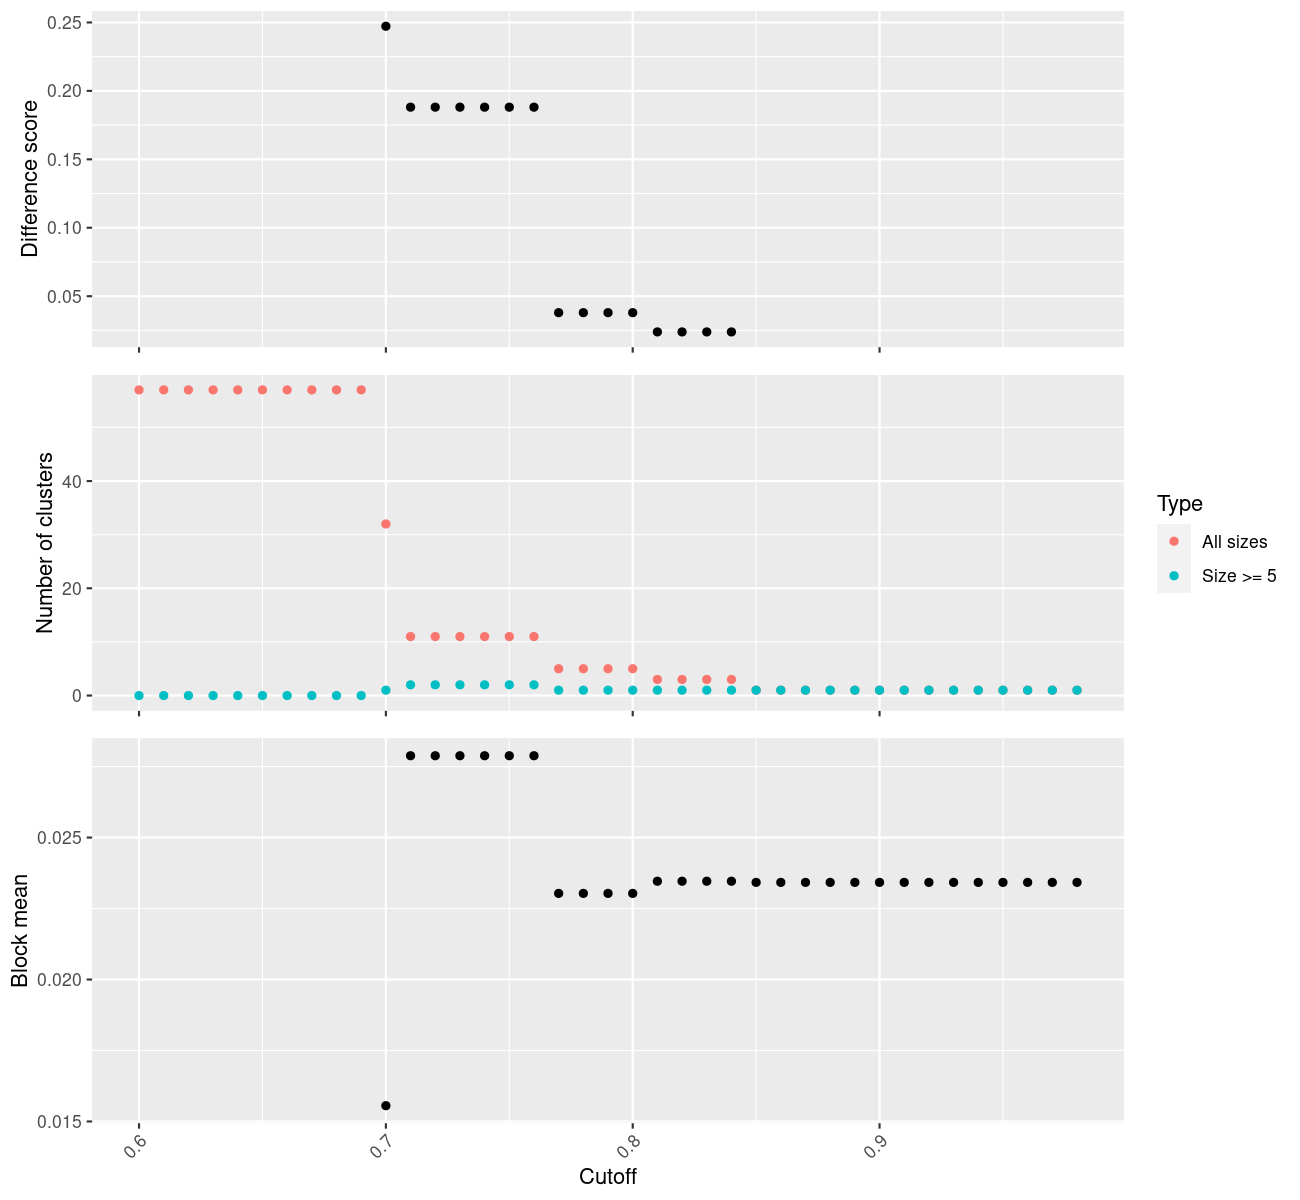 0.25
0.20
0.15
0.10
0.05
Difference score
40
20
0
Number of clusters
Type
All sizes
Size >= 5
0.025
0.020
0.015
Block mean
0.6
0.7
0.8
0.9
Cutoff